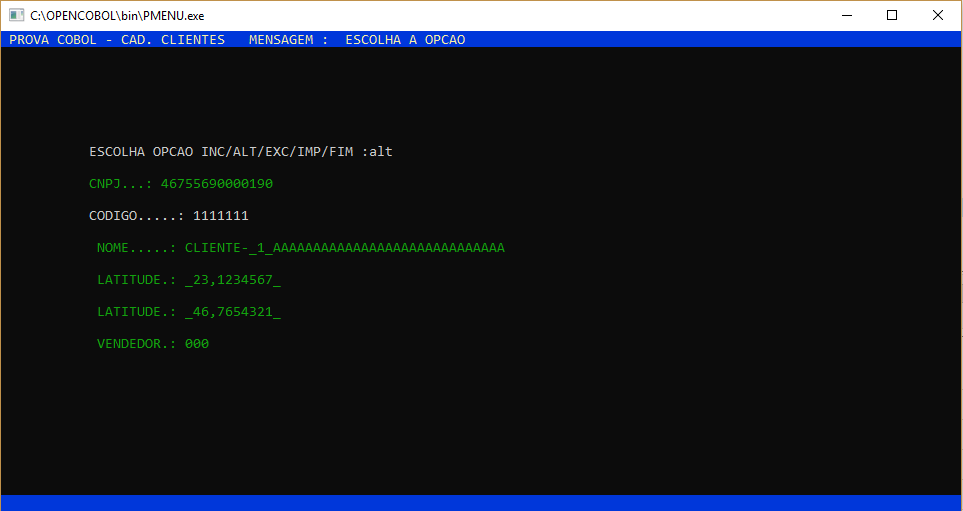 C:\OPENCOBOL\bin\PMENU.exe
PROVA COBOL - CAD. CLIENTES   MENSAGEM :  ESCOLHA A OPCAO
ESCOLHA OPCAO INC/ALT/EXC/IMP/FIM :alt
CNPJ...: 46755690000190
CODIGO.....: 1111111
NOME.....: CLIENTE-_1_AAAAAAAAAAAAAAAAAAAAAAAAAAAAA
LATITUDE.: _23,1234567_
LATITUDE.: _46,7654321_
VENDEDOR.: 000